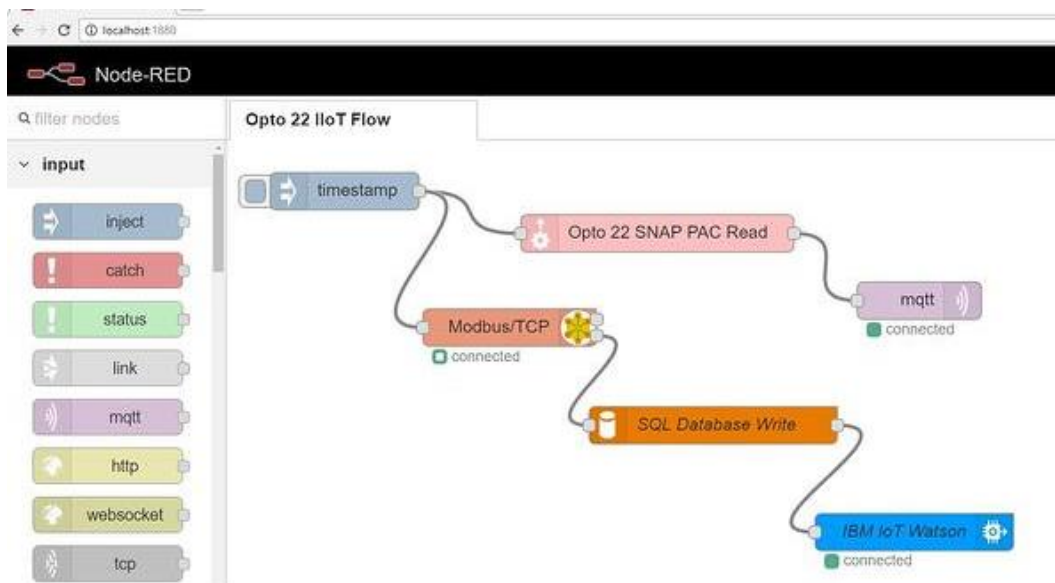 localhost:1880
Node-RED
filter nodes
Opto 22 IIoT Flow
input
timestamp
inject
Opto 22 SNAP PAC Read
catch
mqtt
status
Modbus/TCP
connected
connected
link
mqtt
SQL Database Write
http
websocket
IBM IoT Watson
tcp
connected